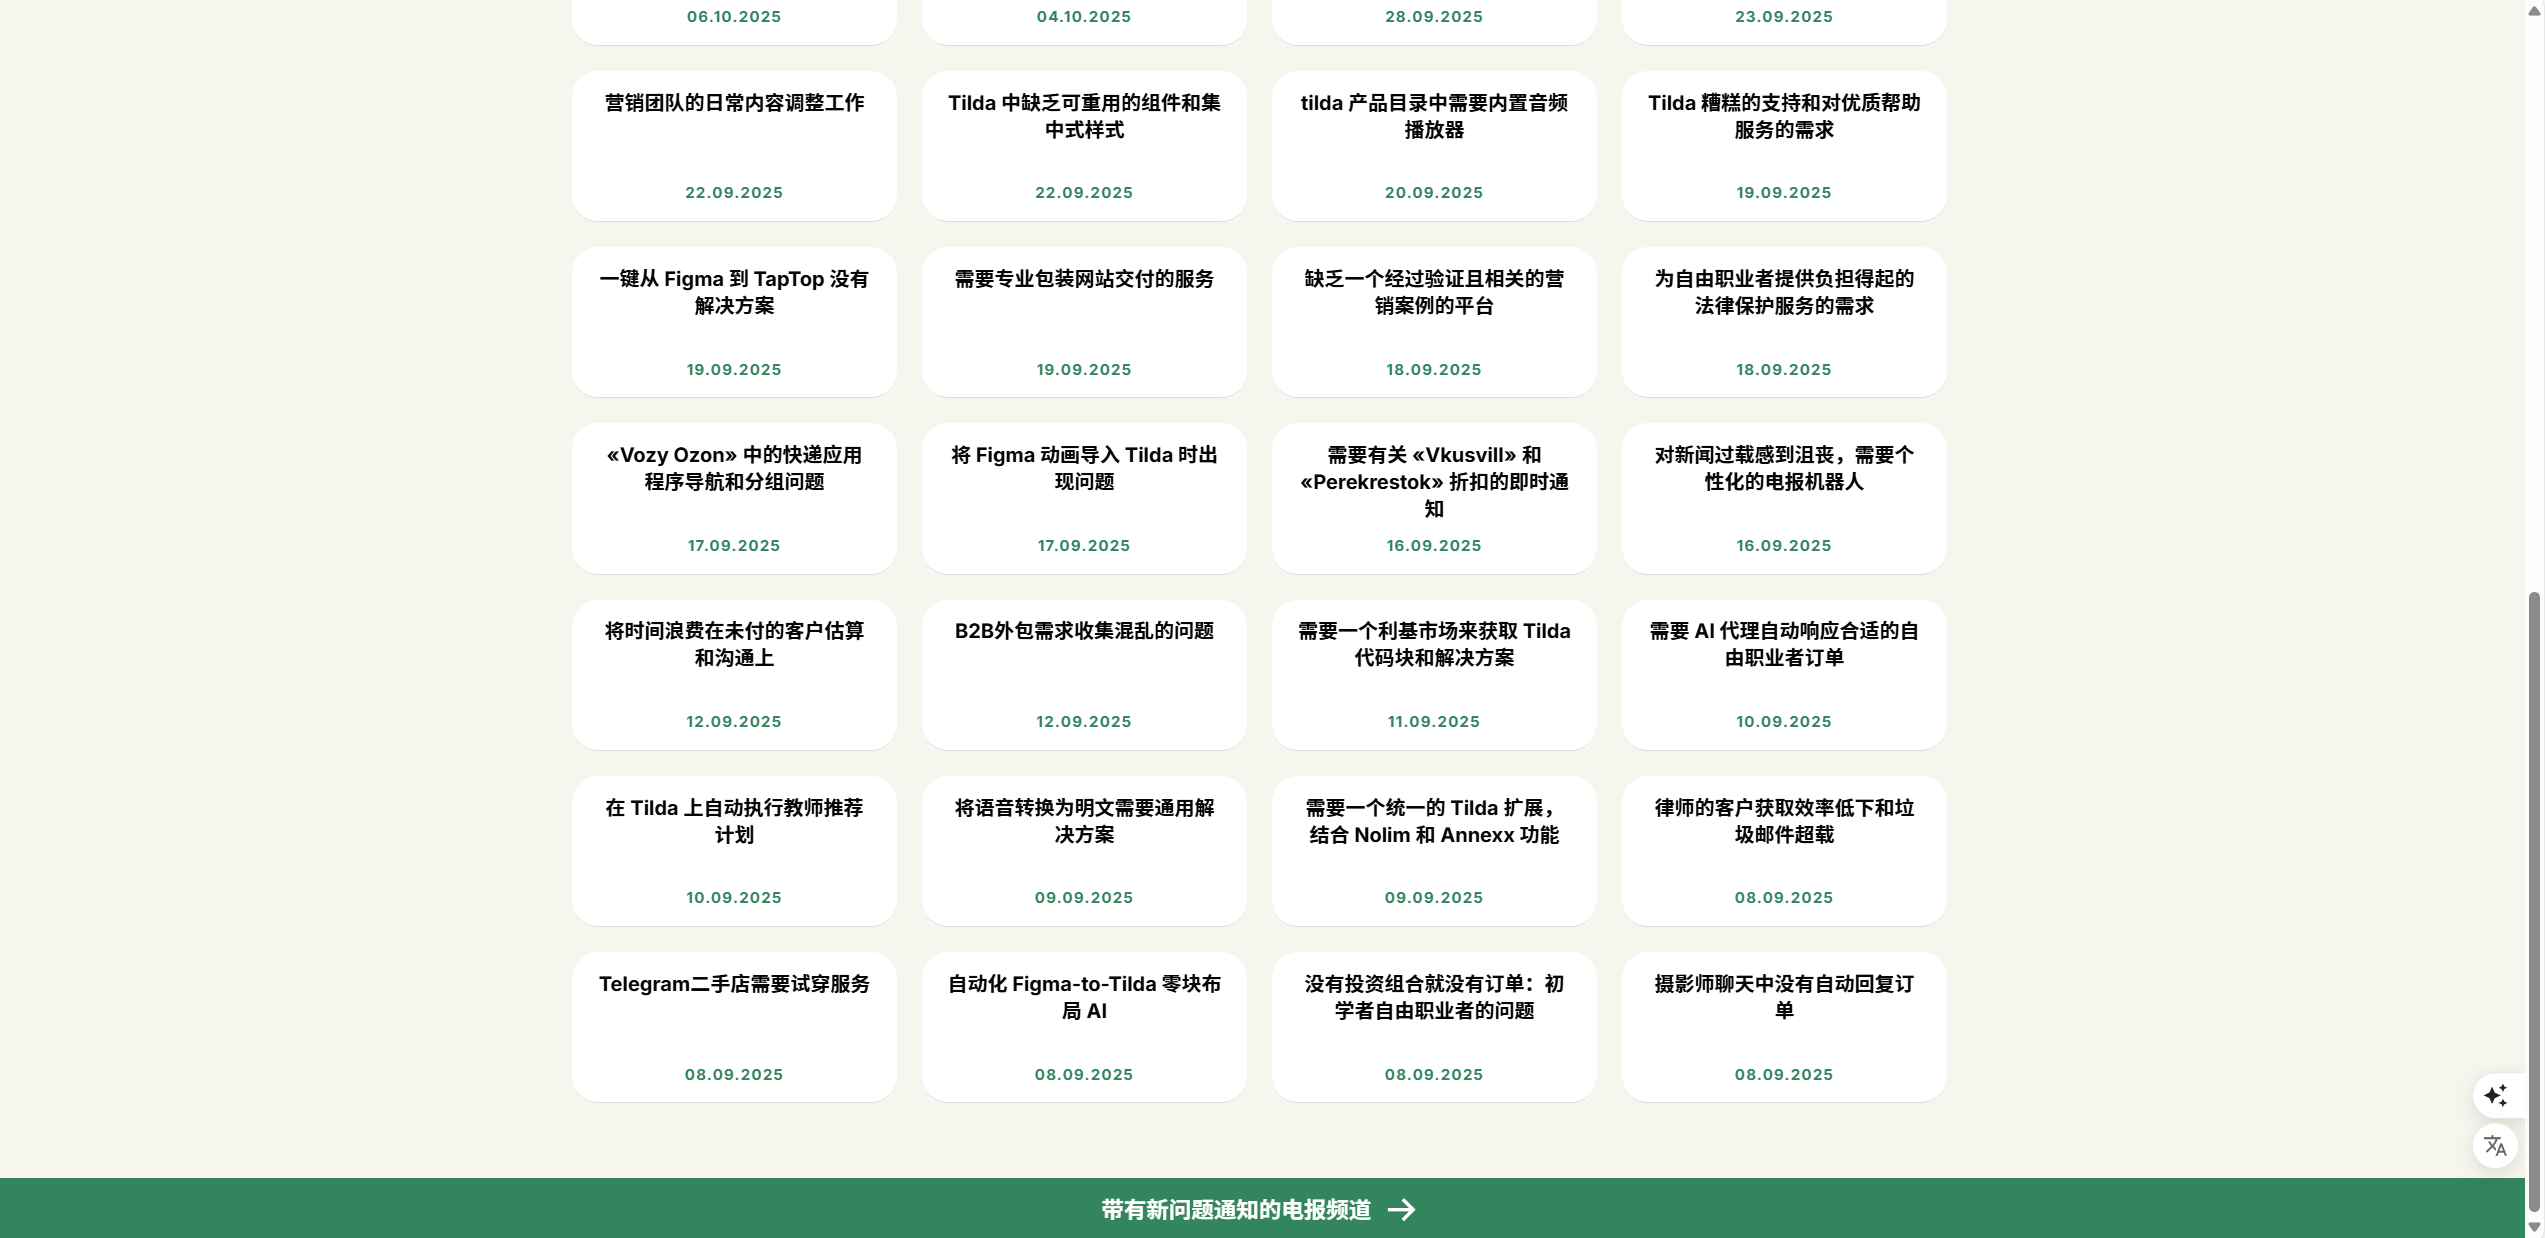 06.10.2025
04.10.2025
28.09.2025
23.09.2025
营销团队的日常内容调整工作
22.09.2025
Tilda 中缺乏可重用的组件和集
中式样式
22.09.2025
tilda 产品目录中需要内置音频
播放器
20.09.2025
Tilda 糟糕的支持和对优质帮助
服务的需求
19.09.2025
一键从 Figma 到 TapTop 没有
解决方案
19.09.2025
需要专业包装网站交付的服务
19.09.2025
缺乏一个经过验证且相关的营
销案例的平台
18.09.2025
为自由职业者提供负担得起的
法律保护服务的需求
18.09.2025
«Vozy Ozon» 中的快递应用
程序导航和分组问题
17.09.2025
将 Figma 动画导入 Tilda 时出
现问题
17.09.2025
需要有关 «Vkusvill» 和
«Perekrestok» 折扣的即时通
知
16.09.2025
对新闻过载感到沮丧，需要个
性化的电报机器人
16.09.2025
将时间浪费在未付的客户估算
和沟通上
12.09.2025
B2B外包需求收集混乱的问题
12.09.2025
需要一个利基市场来获取 Tilda
代码块和解决方案
11.09.2025
需要 AI 代理自动响应合适的自
由职业者订单
10.09.2025
在 Tilda 上自动执行教师推荐
计划
10.09.2025
将语音转换为明文需要通用解
决方案
09.09.2025
需要一个统一的 Tilda 扩展，
结合 Nolim 和 Annexx 功能
09.09.2025
律师的客户获取效率低下和垃
圾邮件超载
08.09.2025
Telegram二手店需要试穿服务
08.09.2025
自动化 Figma-to-Tilda 零块布
局 AI
08.09.2025
没有投资组合就没有订单：初
学者自由职业者的问题
08.09.2025
摄影师聊天中没有自动回复订
单
08.09.2025
带有新问题通知的电报频道